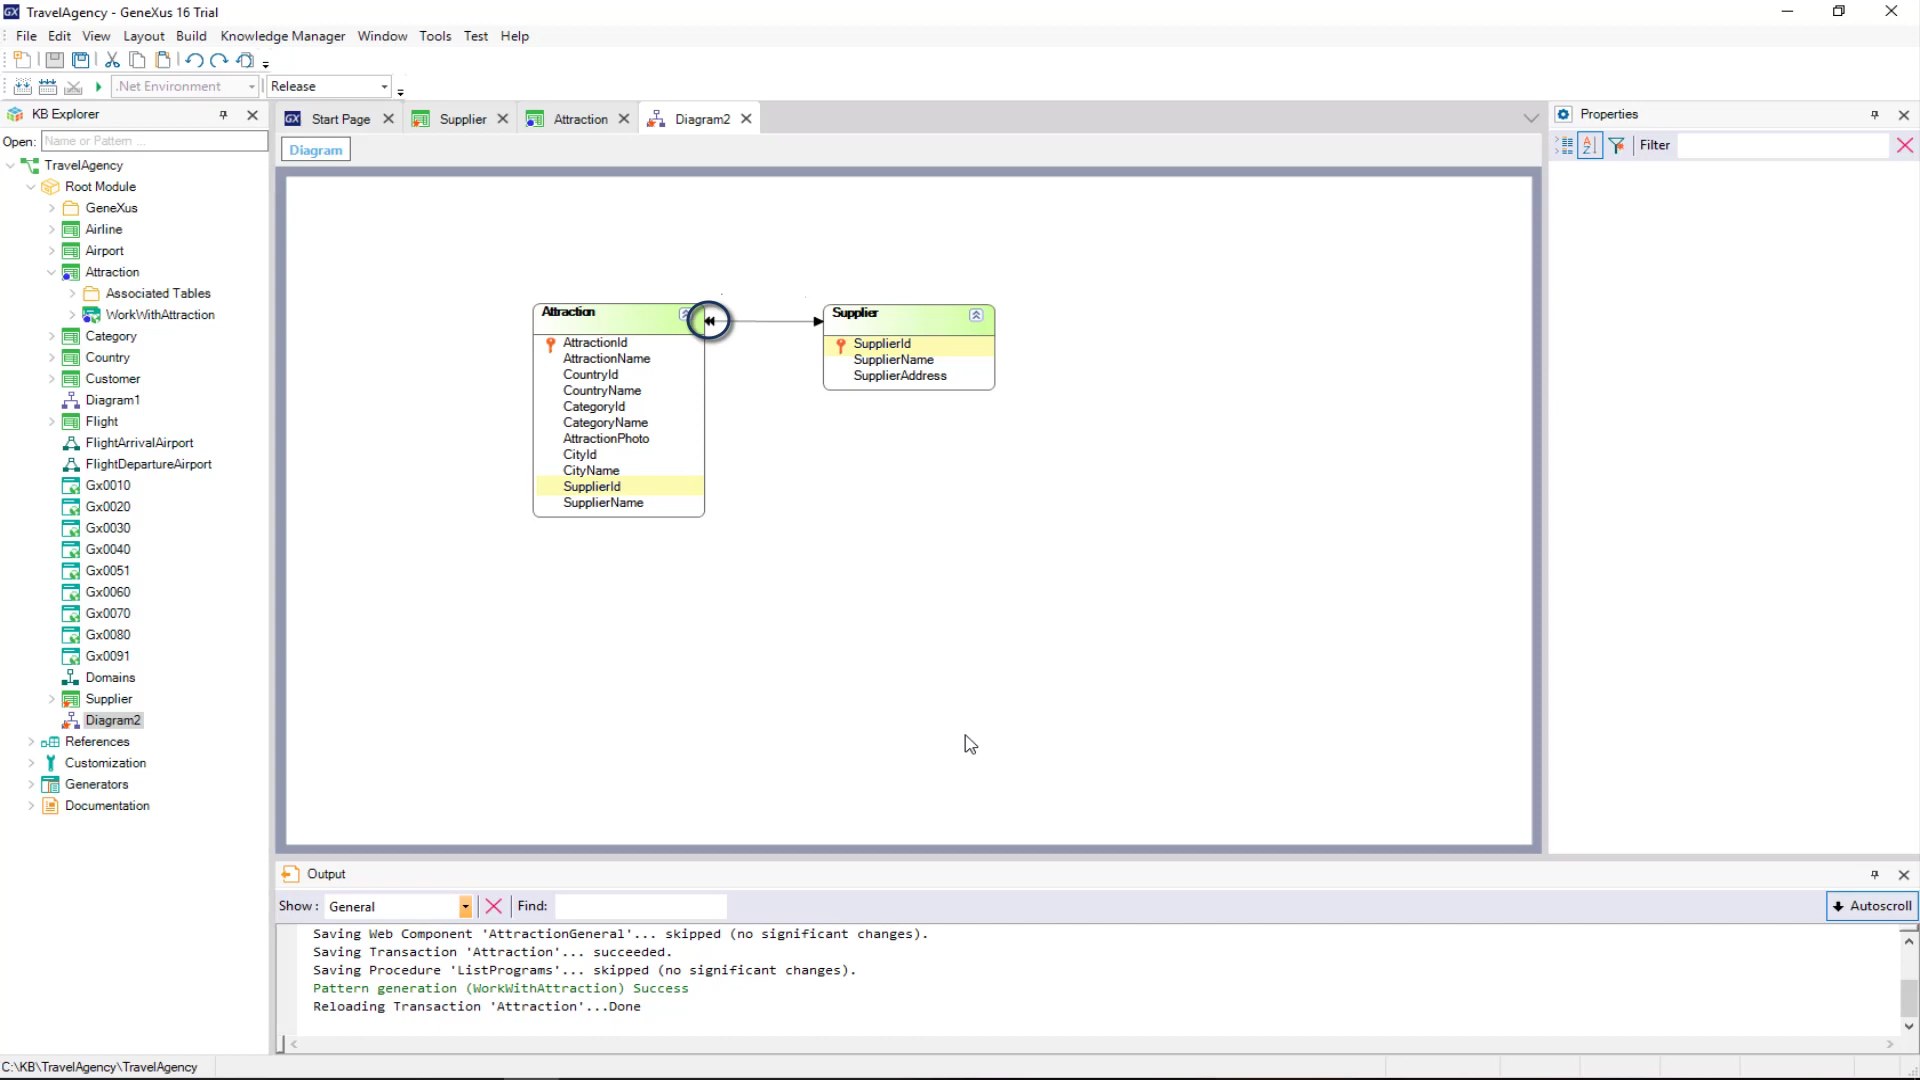 TravelAgency - GeneXus 16 Trial
File Edit View Layout Build Knowledge Manager Window Tools Test Help
.Net Environment Release
KB Explorer
Open: Name or Pattern ...
TravelAgency
Root Module
GeneXus
Airline
Airport
Attraction
Associated Tables
WorkWithAttraction
Category
Country
Customer
Diagram1
Flight
FlightArrivalAirport
FlightDepartureAirport
Gx0010
Gx0020
Gx0030
Gx0040
Gx0051
Gx0060
Gx0070
Gx0080
Gx0091
Domains
Supplier
Diagram2
References
Customization
Generators
Documentation
Start Page Supplier Attraction Diagram2
Diagram
Attraction
AttractionId
AttractionName
CountryId
CountryName
CategoryId
CategoryName
AttractionPhoto
CityId
CityName
SupplierId
SupplierName
Supplier
SupplierId
SupplierName
SupplierAddress
Properties
Filter
Output
Show : General Find: Autoscroll
Saving Web Component 'AttractionGeneral'... skipped (no significant changes).
Saving Transaction 'Attraction'... succeeded.
Saving Procedure 'ListPrograms'... skipped (no significant changes).
Pattern generation (WorkWithAttraction) Success
Reloading Transaction 'Attraction'...Done
C:\KB\TravelAgency\TravelAgency